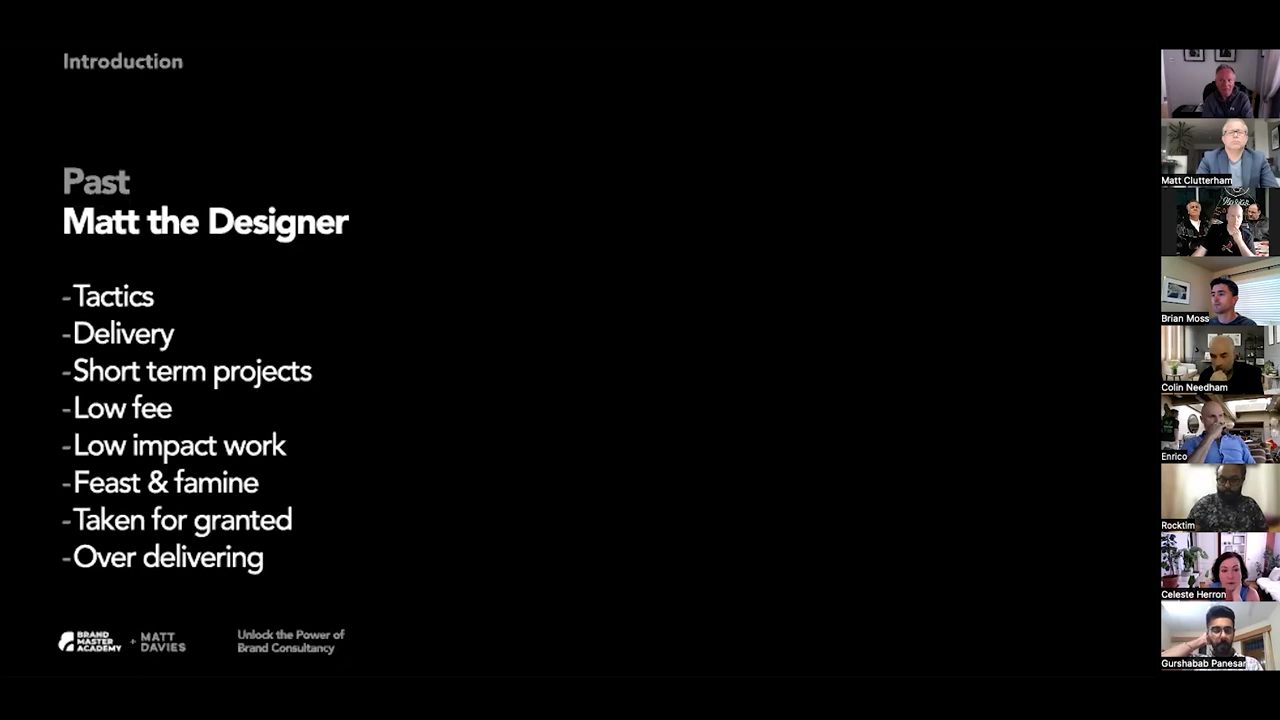 Introduction
Past
Matt the Designer
-Tactics
-Delivery
-Short term projects
-Low fee
-Low impact work
-Feast & famine
-Taken for granted
-Over delivering
BRAND
MASTER
ACADEMY
+ MATT
DAVIES
Unlock the Power of
Brand Consultancy
Matt Clutterham
Brian Moss
Colin Needham
Enrico
Rocktim
Celeste Herron
Gurshabab Panesar